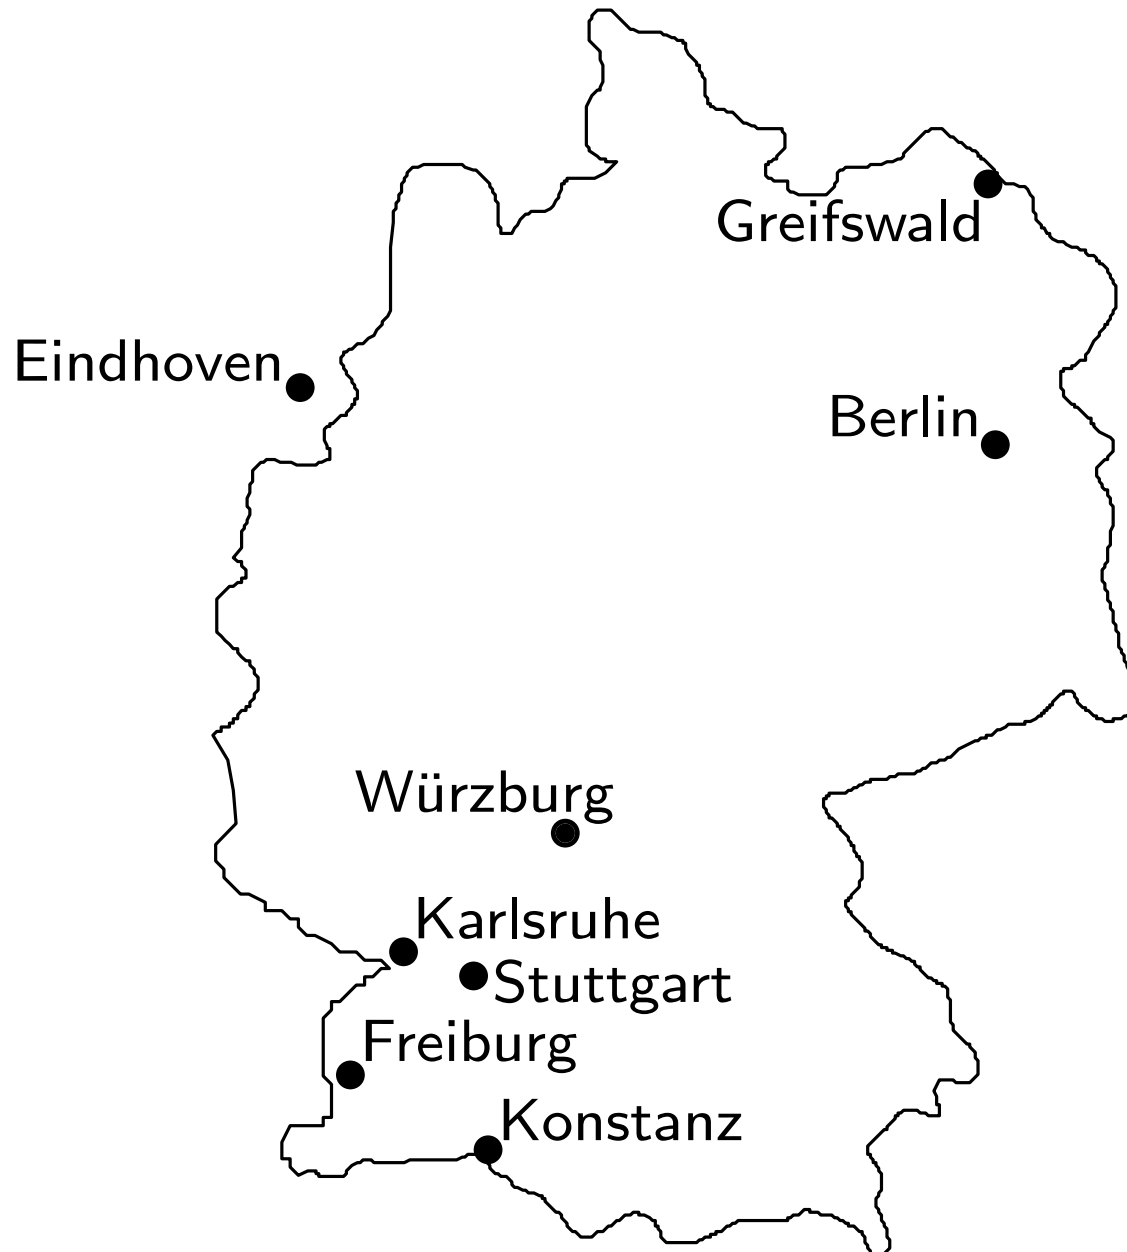 Greifswald
Eindhoven
Berlin
Würzburg
Karlsruhe
Stuttgart
Freiburg
Konstanz